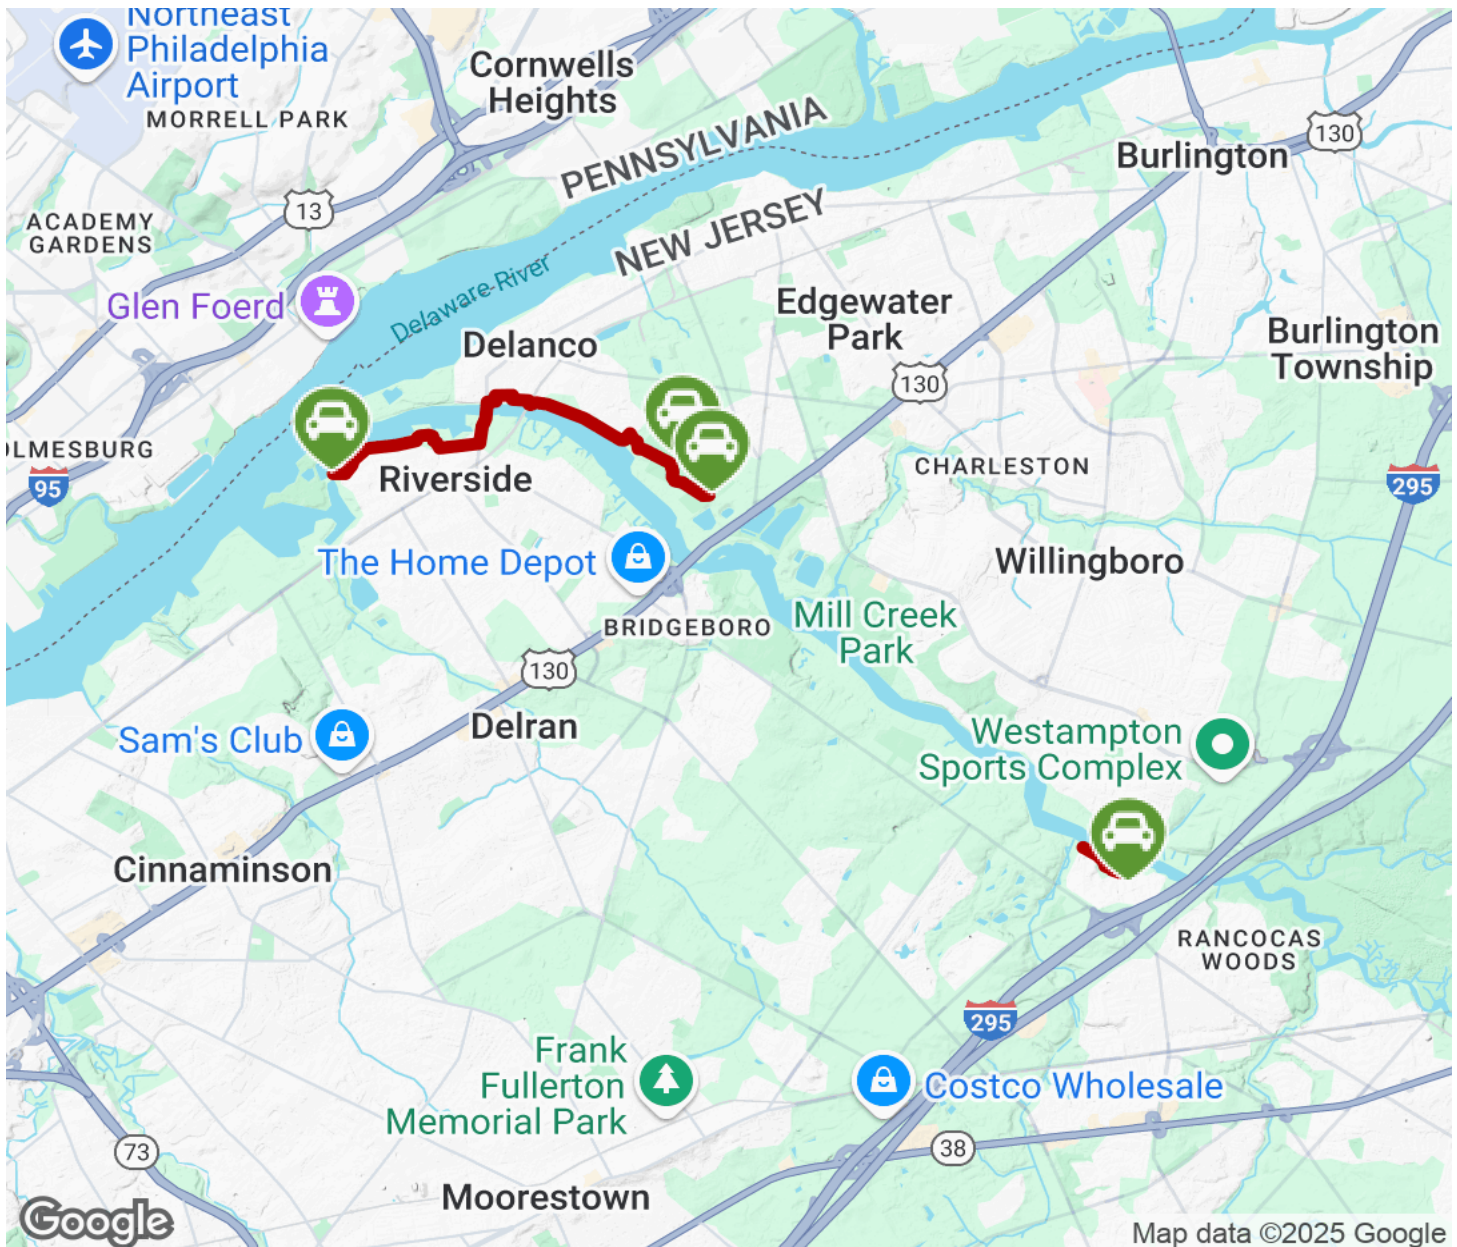 Northeast
Philadelphia
Airport
MORRELL PARK
Cornwells
Heights
PENNSYLVANIA
130
Burlington
13
ACADEMY
GARDENS
NEW JERSEY
Glen Foerd
Delaware River
Edgewater
Park
Delanco
Burlington
Township
130
OLMESBURG
95
Riverside
CHARLESTON
295
The Home Depot
Willingboro
Mill Creek
Park
BRIDGEBORO
130
Delran
Sam's Club
Westampton
Sports Complex
Cinnaminson
RANCOCAS
WOODS
295
Frank
Fullerton
Memorial Park
Costco Wholesale
73
38
Moorestown
Google
Map data ©2025 Google